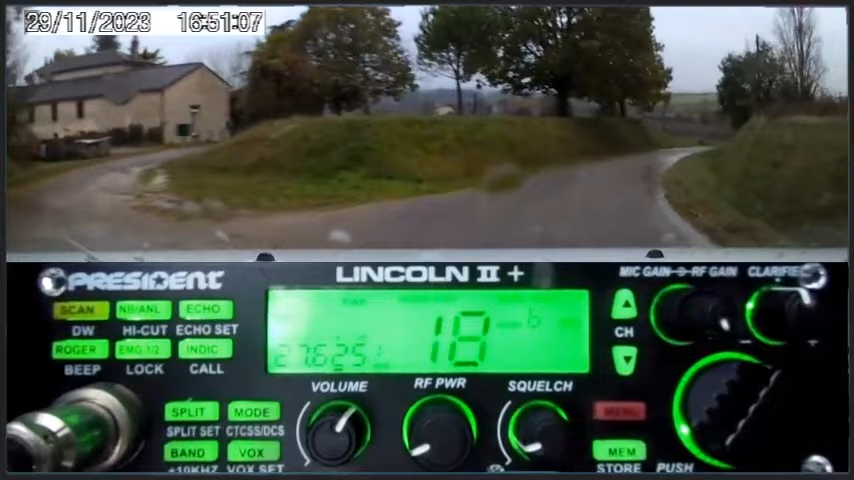 29/11/2023 16:51:07
PRESIDENT LINCOLN II + MIC GAIN RF GAIN CLARIFIER
SCAN NB/ANL ECHO
DW HI-CUT ECHO SET
ROGER EMG 1/2 INDIC
BEEP LOCK CALL
18 6
27.625
CH
VOLUME RF PWR SQUELCH
SPLIT MODE
SPLIT SET CTCSS/DCS
BAND VOX
+10KHZ VOX SET
MENU
MEM
STORE PUSH